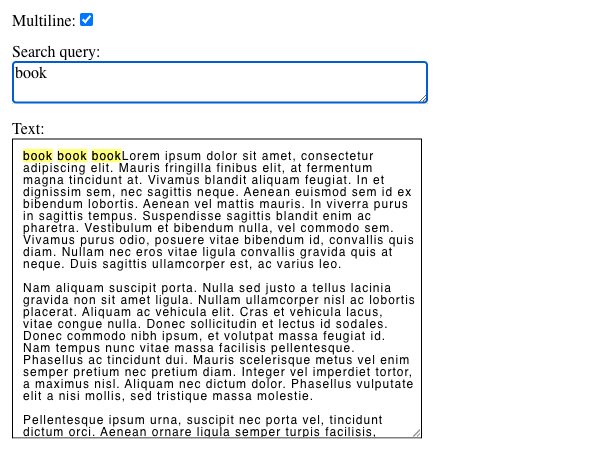 Multiline:
Search query:
book
Text:
book book bookLorem ipsum dolor sit amet, consectetur
adipiscing elit. Mauris fringilla finibus elit, at fermentum
magna tincidunt at. Vivamus blandit aliquam feugiat. In et
dignissim sem, nec sagittis neque. Aenean euismod sem id ex
bibendum lobortis. Aenean vel mattis mauris. In viverra purus
in sagittis tempus. Suspendisse sagittis blandit enim ac
pharetra. Vestibulum et bibendum nulla, vel commodo sem.
Vivamus purus odio, posuere vitae bibendum id, convallis quis
diam. Nullam nec eros vitae ligula convallis gravida quis at
neque. Duis sagittis ullamcorper est, ac varius leo.
Nam aliquam suscipit porta. Nulla sed justo a tellus lacinia
gravida non sit amet ligula. Nullam ullamcorper nisl ac lobortis
placerat. Aliquam ac vehicula elit. Cras et vehicula lacus,
vitae congue nulla. Donec sollicitudin et lectus id sodales.
Donec commodo nibh ipsum, et volutpat massa feugiat id.
Nam tempus nunc vitae massa facilisis pellentesque.
Phasellus ac tincidunt dui. Mauris scelerisque metus vel enim
semper pretium nec pretium diam. Integer vel imperdiet tortor,
a maximus nisl. Aliquam nec dictum dolor. Phasellus vulputate
elit a nisi mollis, sed tristique massa molestie.
Pellentesque ipsum urna, suscipit nec porta vel, tincidunt
dictum orci. Aenean ornare ligula semper turpis facilisis,